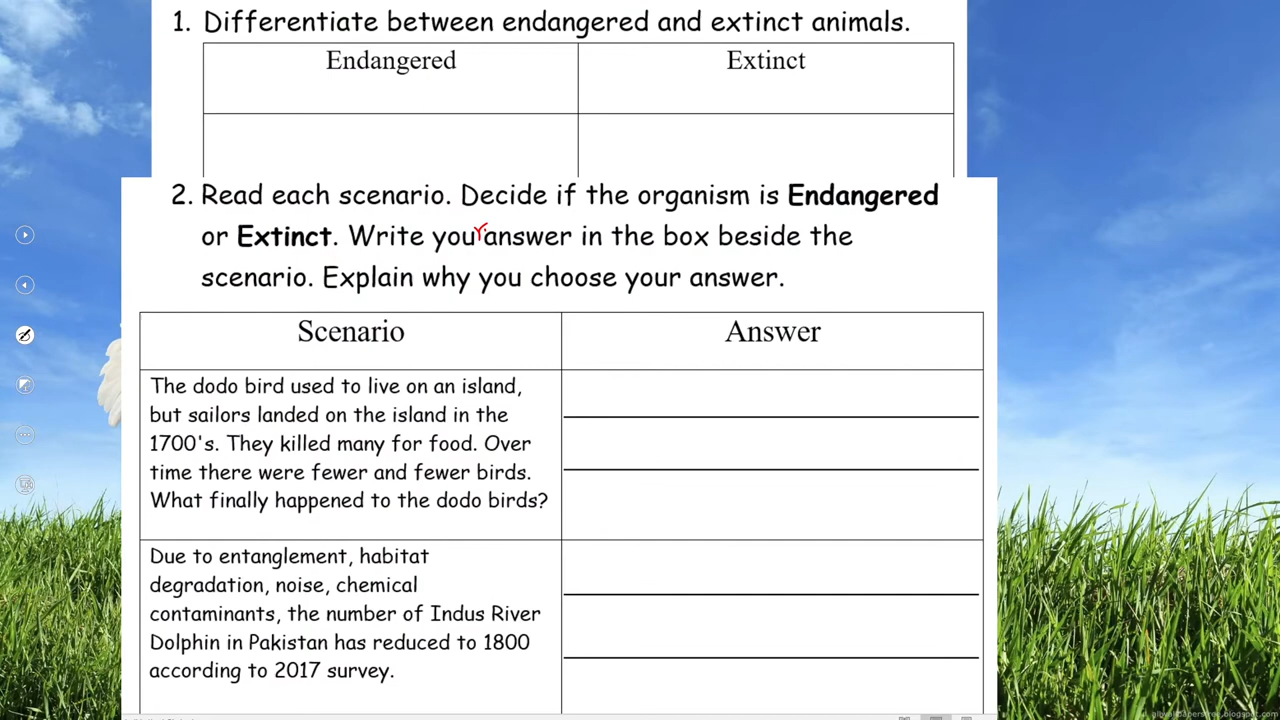 1. Differentiate between endangered and extinct animals.
Endangered
Extinct
2. Read each scenario. Decide if the organism is Endangered
or Extinct. Write your answer in the box beside the
scenario. Explain why you choose your answer.
Scenario
Answer
The dodo bird used to live on an island,
but sailors landed on the island in the
1700's. They killed many for food. Over
time there were fewer and fewer birds.
What finally happened to the dodo birds?
Due to entanglement, habitat
degradation, noise, chemical
contaminants, the number of Indus River
Dolphin in Pakistan has reduced to 1800
according to 2017 survey.